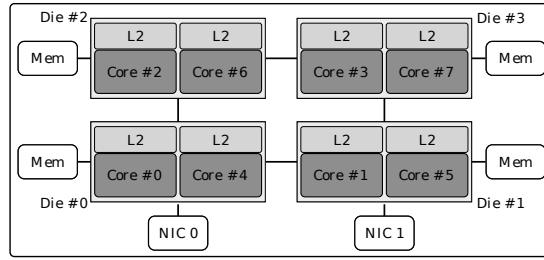 Die #2
Die #3
L2 L2 L2 L2
Mem Core #2 Core #6 Core #3 Core #7 Mem
L2 L2 L2 L2
Mem Core #0 Core #4 Core #1 Core #5 Mem
Die #0 Die #1
NIC 0 NIC 1